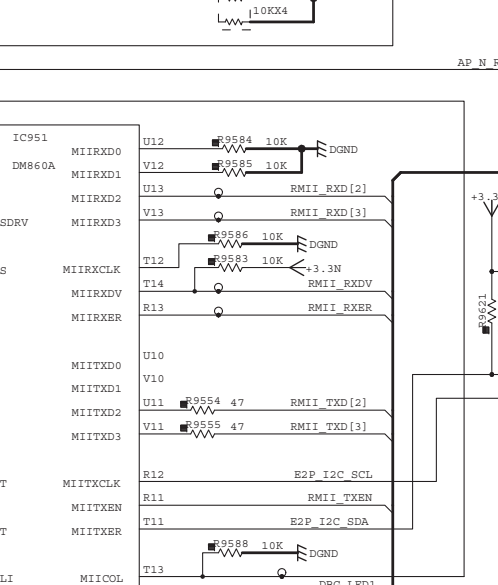 10KX4
AP_N_R
IC951
DM860A
MIIRXD0 U12 R9584 10K DGND
MIIRXD1 V12 R9585 10K
MIIRXD2 U13 RMII_RXD[2]
+3.3
SDRV MIIRXD3 V13 RMII_RXD[3]
R9586 10K DGND
S MIIRXCLK T12 R9583 10K +3.3N
MIIRXDV T14 RMII_RXDV
MIIRXER R13 RMII_RXER
R9621
MIITXD0 U10
MIITXD1 V10
MIITXD2 U11 R9554 47 RMII_TXD[2]
MIITXD3 V11 R9555 47 RMII_TXD[3]
T MIITXCLK R12 E2P_I2C_SCL
MIITXEN R11 RMII_TXEN
T MIITXER T11 E2P_I2C_SDA
R9588 10K DGND
LI MIICOL T13
DBG_LED1